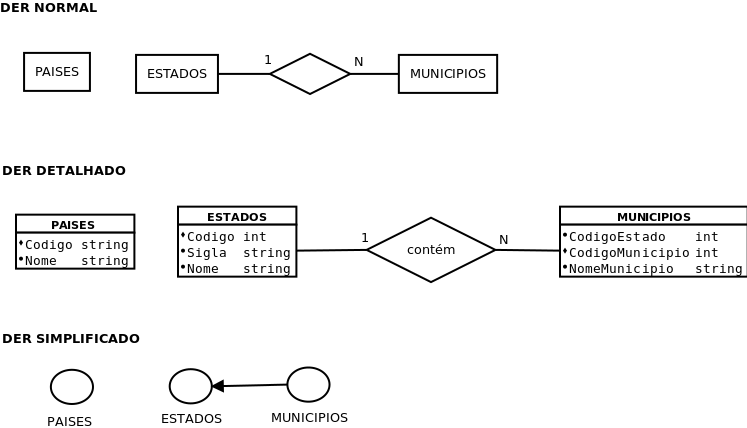 DER NORMAL
PAISES
ESTADOS
1
N
MUNICIPIOS
DER DETALHADO
PAISES
Codigo string
Nome string
ESTADOS
Codigo int
Sigla string
Nome string
1
contém
N
MUNICIPIOS
CodigoEstado int
CodigoMunicipio int
NomeMunicipio string
DER SIMPLIFICADO
PAISES
ESTADOS
MUNICIPIOS